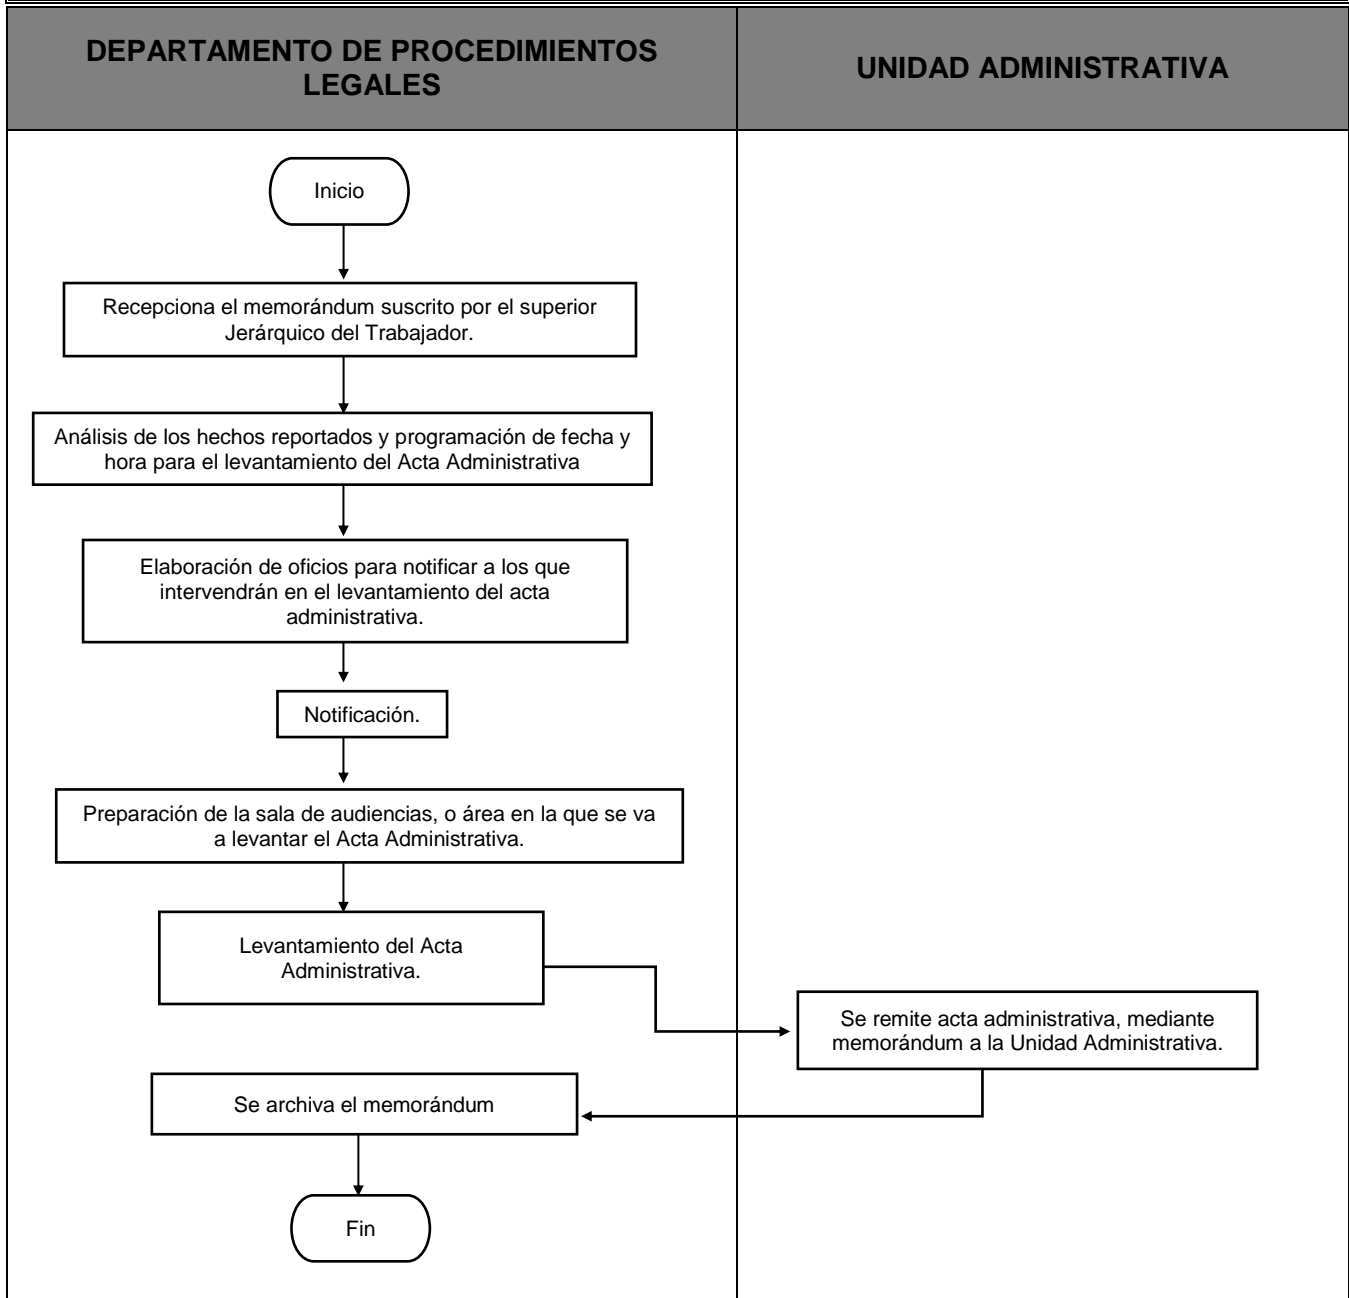 DEPARTAMENTO DE PROCEDIMIENTOS
LEGALES
UNIDAD ADMINISTRATIVA
Inicio
Recepciona el memorándum suscrito por el superior
Jerárquico del Trabajador.
Análisis de los hechos reportados y programación de fecha y
hora para el levantamiento del Acta Administrativa
Elaboración de oficios para notificar a los que
intervendrán en el levantamiento del acta
administrativa.
Notificación.
Preparación de la sala de audiencias, o área en la que se va
a levantar el Acta Administrativa.
Levantamiento del Acta
Administrativa.
Se remite acta administrativa, mediante
memorándum a la Unidad Administrativa.
Se archiva el memorándum
Fin